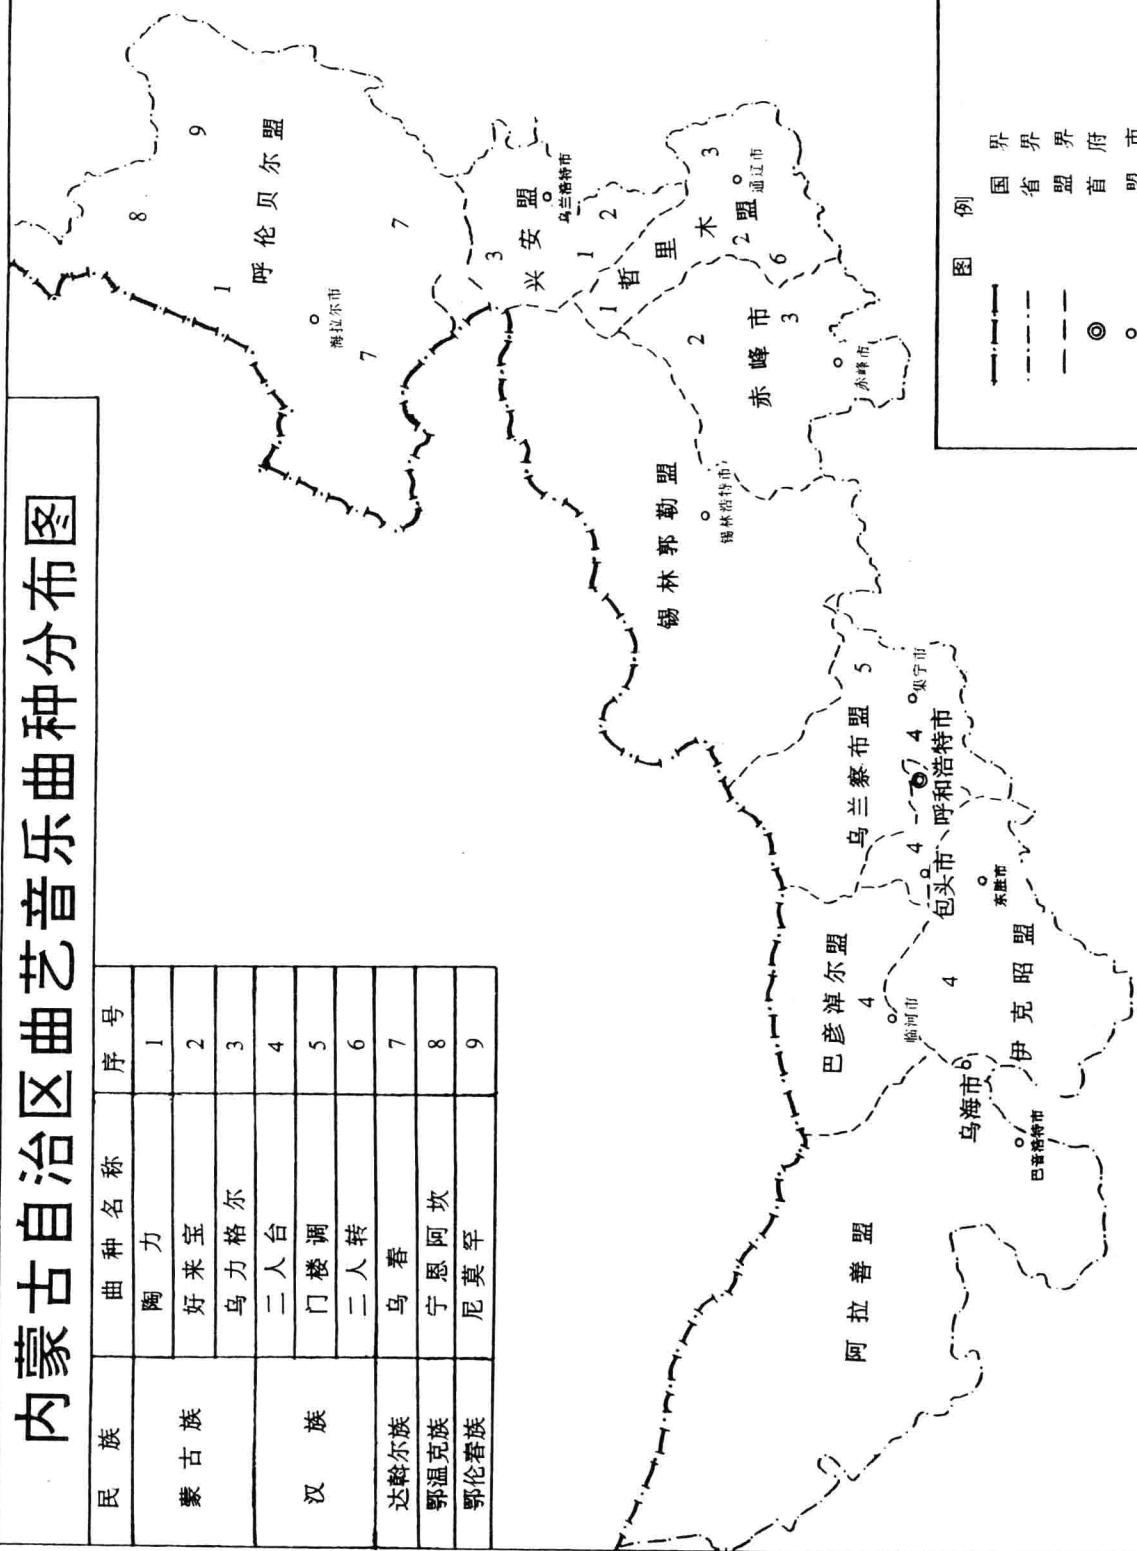 内蒙古自治区曲艺音乐曲种分布图
民族 曲种名称 序号
蒙古族 陶力 1
好来宝 2
乌力格尔 3
汉族 二人台 4
门楼调 5
二人转 6
达斡尔族 乌春 7
鄂温克族 宁恩阿坎 8
鄂伦春族 尼莫罕 9
8
9
1
呼伦贝尔盟
7
海拉尔市
7
3
兴安盟
乌兰浩特市
1
2
1
哲里木盟
3
2
通辽市
6
2
赤峰市
3
赤峰市
锡林郭勒盟
锡林浩特市
5
乌兰察布盟
集宁市
4
呼和浩特市
4
包头市
巴彦淖尔盟
4
临河市
东胜市
4
伊克昭盟
乌海市
巴音浩特市
阿拉善盟
图例
国界
省界
盟界
首府
盟市